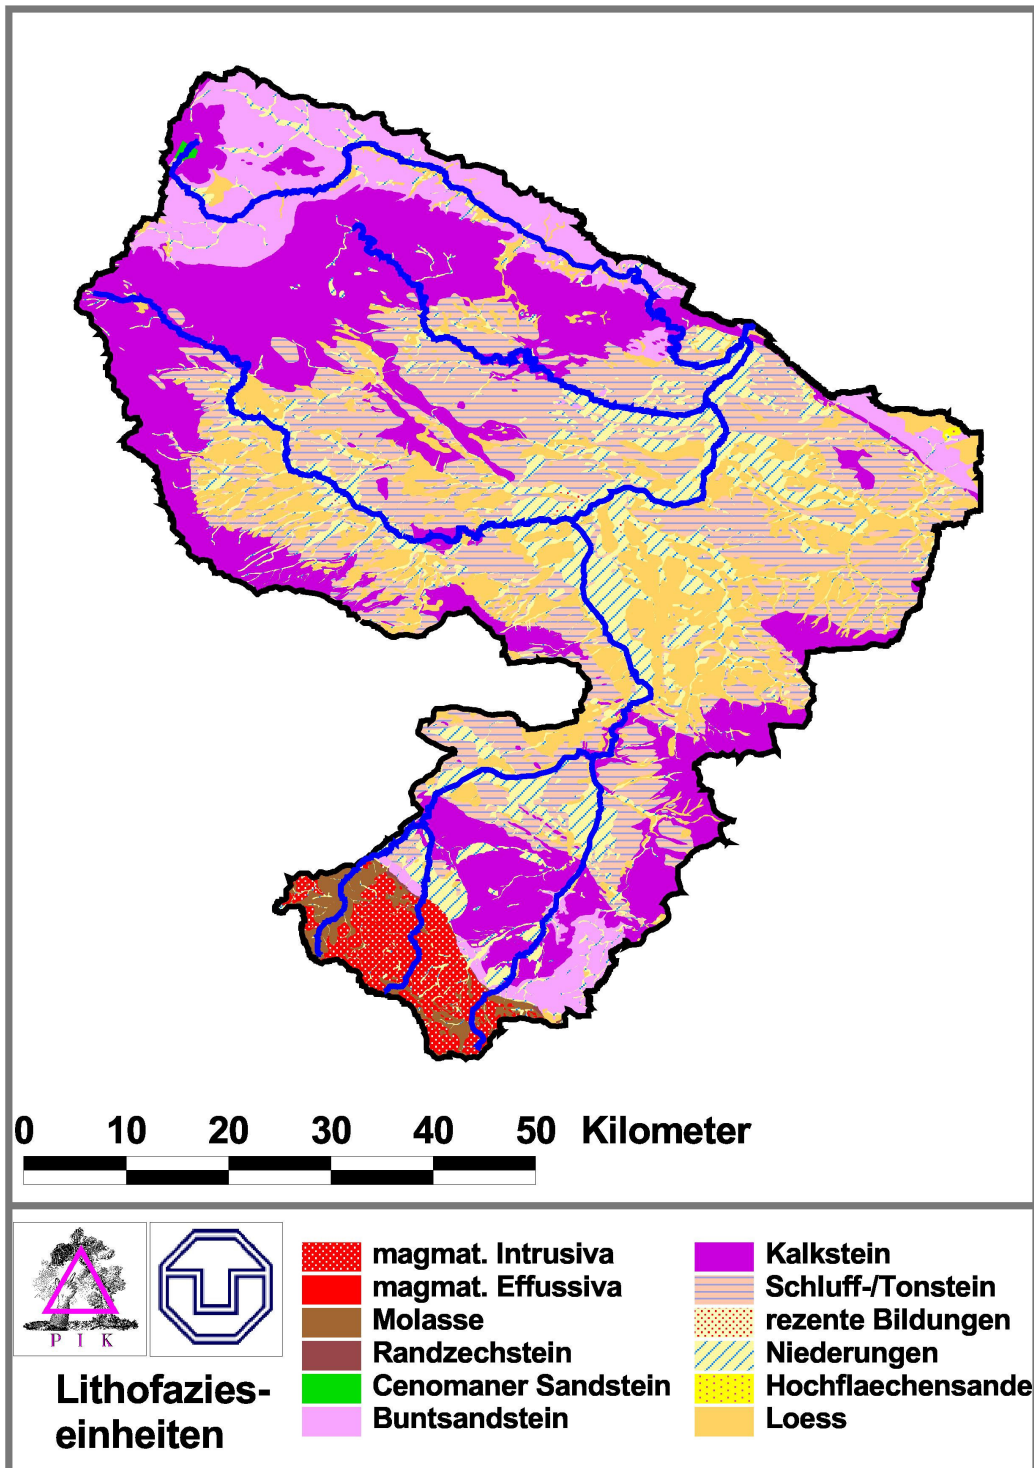 0 10 20 30 40 50 Kilometer
P I K
Lithofazies-
einheiten
magmat. Intrusiva
magmat. Effussiva
Molasse
Randzechstein
Cenomaner Sandstein
Buntsandstein
Kalkstein
Schluff-/Tonstein
rezente Bildungen
Niederungen
Hochflaechensande
Loess